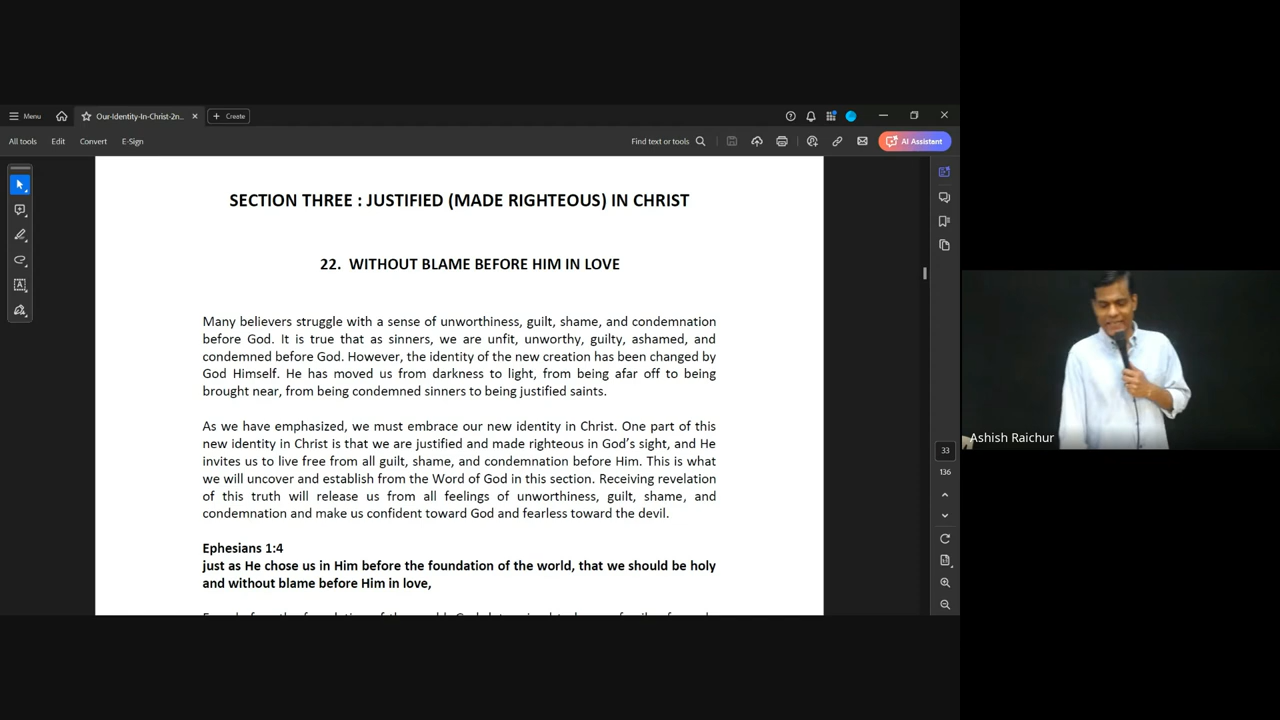 Menu
Our-Identity-In-Christ-2n...
Create
All tools
Edit
Convert
E-Sign
Find text or tools
AI Assistant
SECTION THREE : JUSTIFIED (MADE RIGHTEOUS) IN CHRIST
22. WITHOUT BLAME BEFORE HIM IN LOVE
Many believers struggle with a sense of unworthiness, guilt, shame, and condemnation
before God. It is true that as sinners, we are unfit, unworthy, guilty, ashamed, and
condemned before God. However, the identity of the new creation has been changed by
God Himself. He has moved us from darkness to light, from being afar off to being
brought near, from being condemned sinners to being justified saints.
As we have emphasized, we must embrace our new identity in Christ. One part of this
new identity in Christ is that we are justified and made righteous in God's sight, and He
invites us to live free from all guilt, shame, and condemnation before Him. This is what
we will uncover and establish from the Word of God in this section. Receiving revelation
of this truth will release us from all feelings of unworthiness, guilt, shame, and
condemnation and make us confident toward God and fearless toward the devil.
Ephesians 1:4
just as He chose us in Him before the foundation of the world, that we should be holy
and without blame before Him in love,
33
136
Ashish Raichur